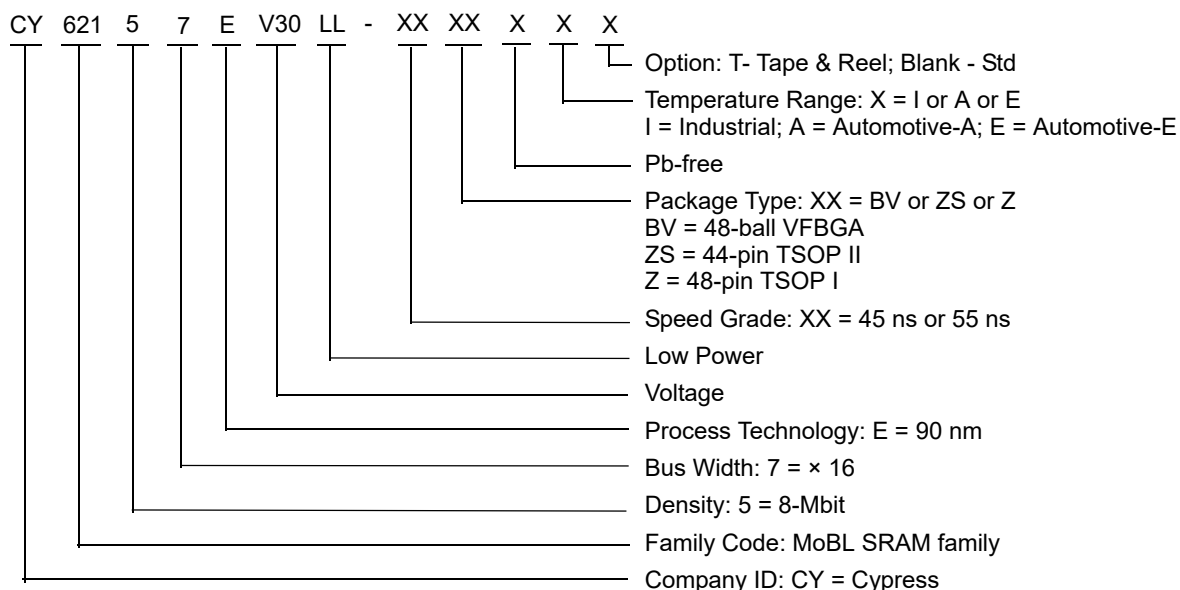 CY 621 5 7 E V30 LL - XX XX X X X
Option: T- Tape & Reel; Blank - Std
Temperature Range: X = I or A or E
I = Industrial; A = Automotive-A; E = Automotive-E
Pb-free
Package Type: XX = BV or ZS or Z
BV = 48-ball VFBGA
ZS = 44-pin TSOP II
Z = 48-pin TSOP I
Speed Grade: XX = 45 ns or 55 ns
Low Power
Voltage
Process Technology: E = 90 nm
Bus Width: 7 = × 16
Density: 5 = 8-Mbit
Family Code: MoBL SRAM family
Company ID: CY = Cypress